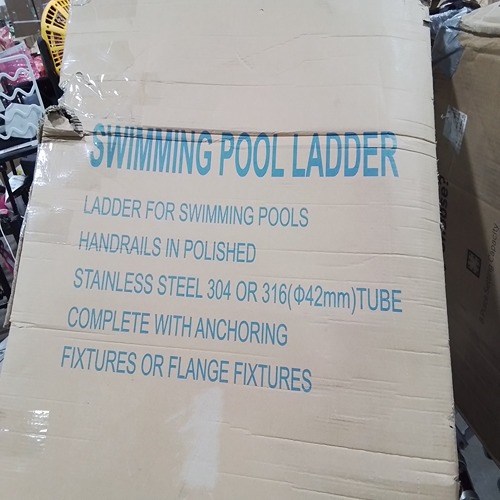 SWIMMING POOL LADDER
LADDER FOR SWIMMING POOLS
HANDRAILS IN POLISHED
STAINLESS STEEL 304 OR 316(Φ42mm)TUBE
COMPLETE WITH ANCHORING
FIXTURES OR FLANGE FIXTURES